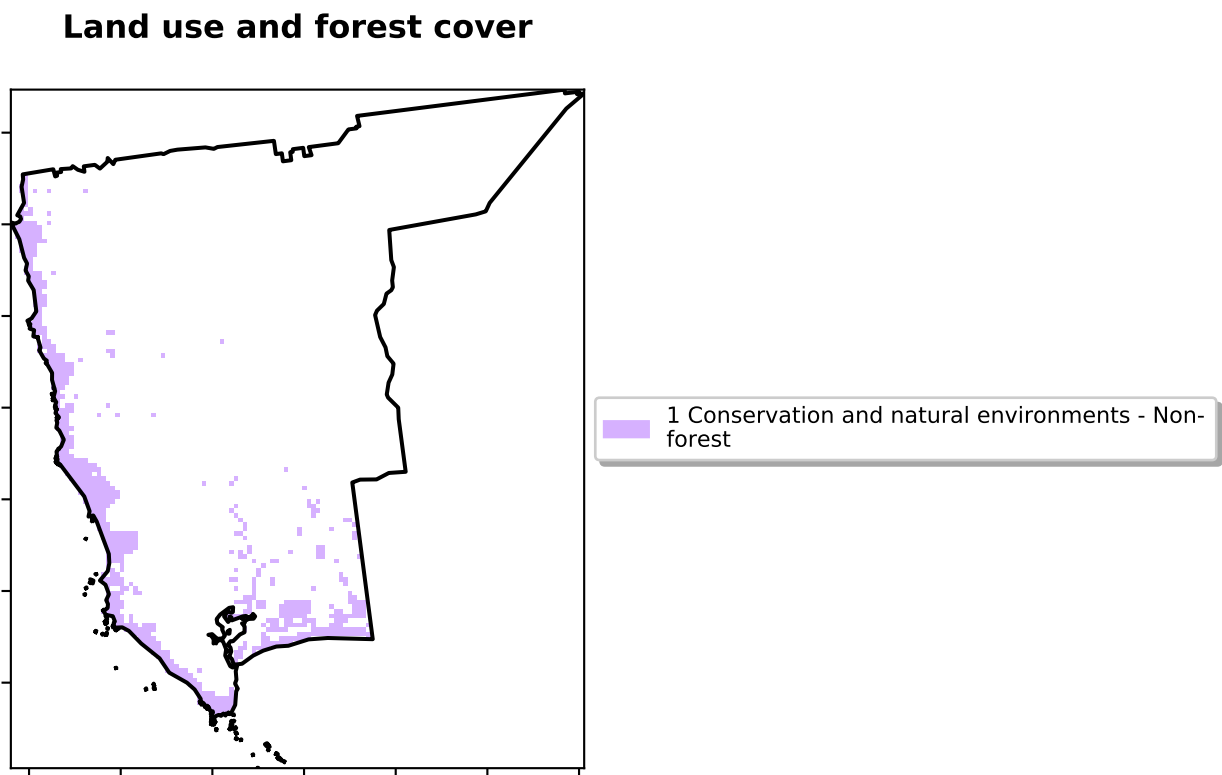 Land use and forest cover
1 Conservation and natural environments - Non-
forest